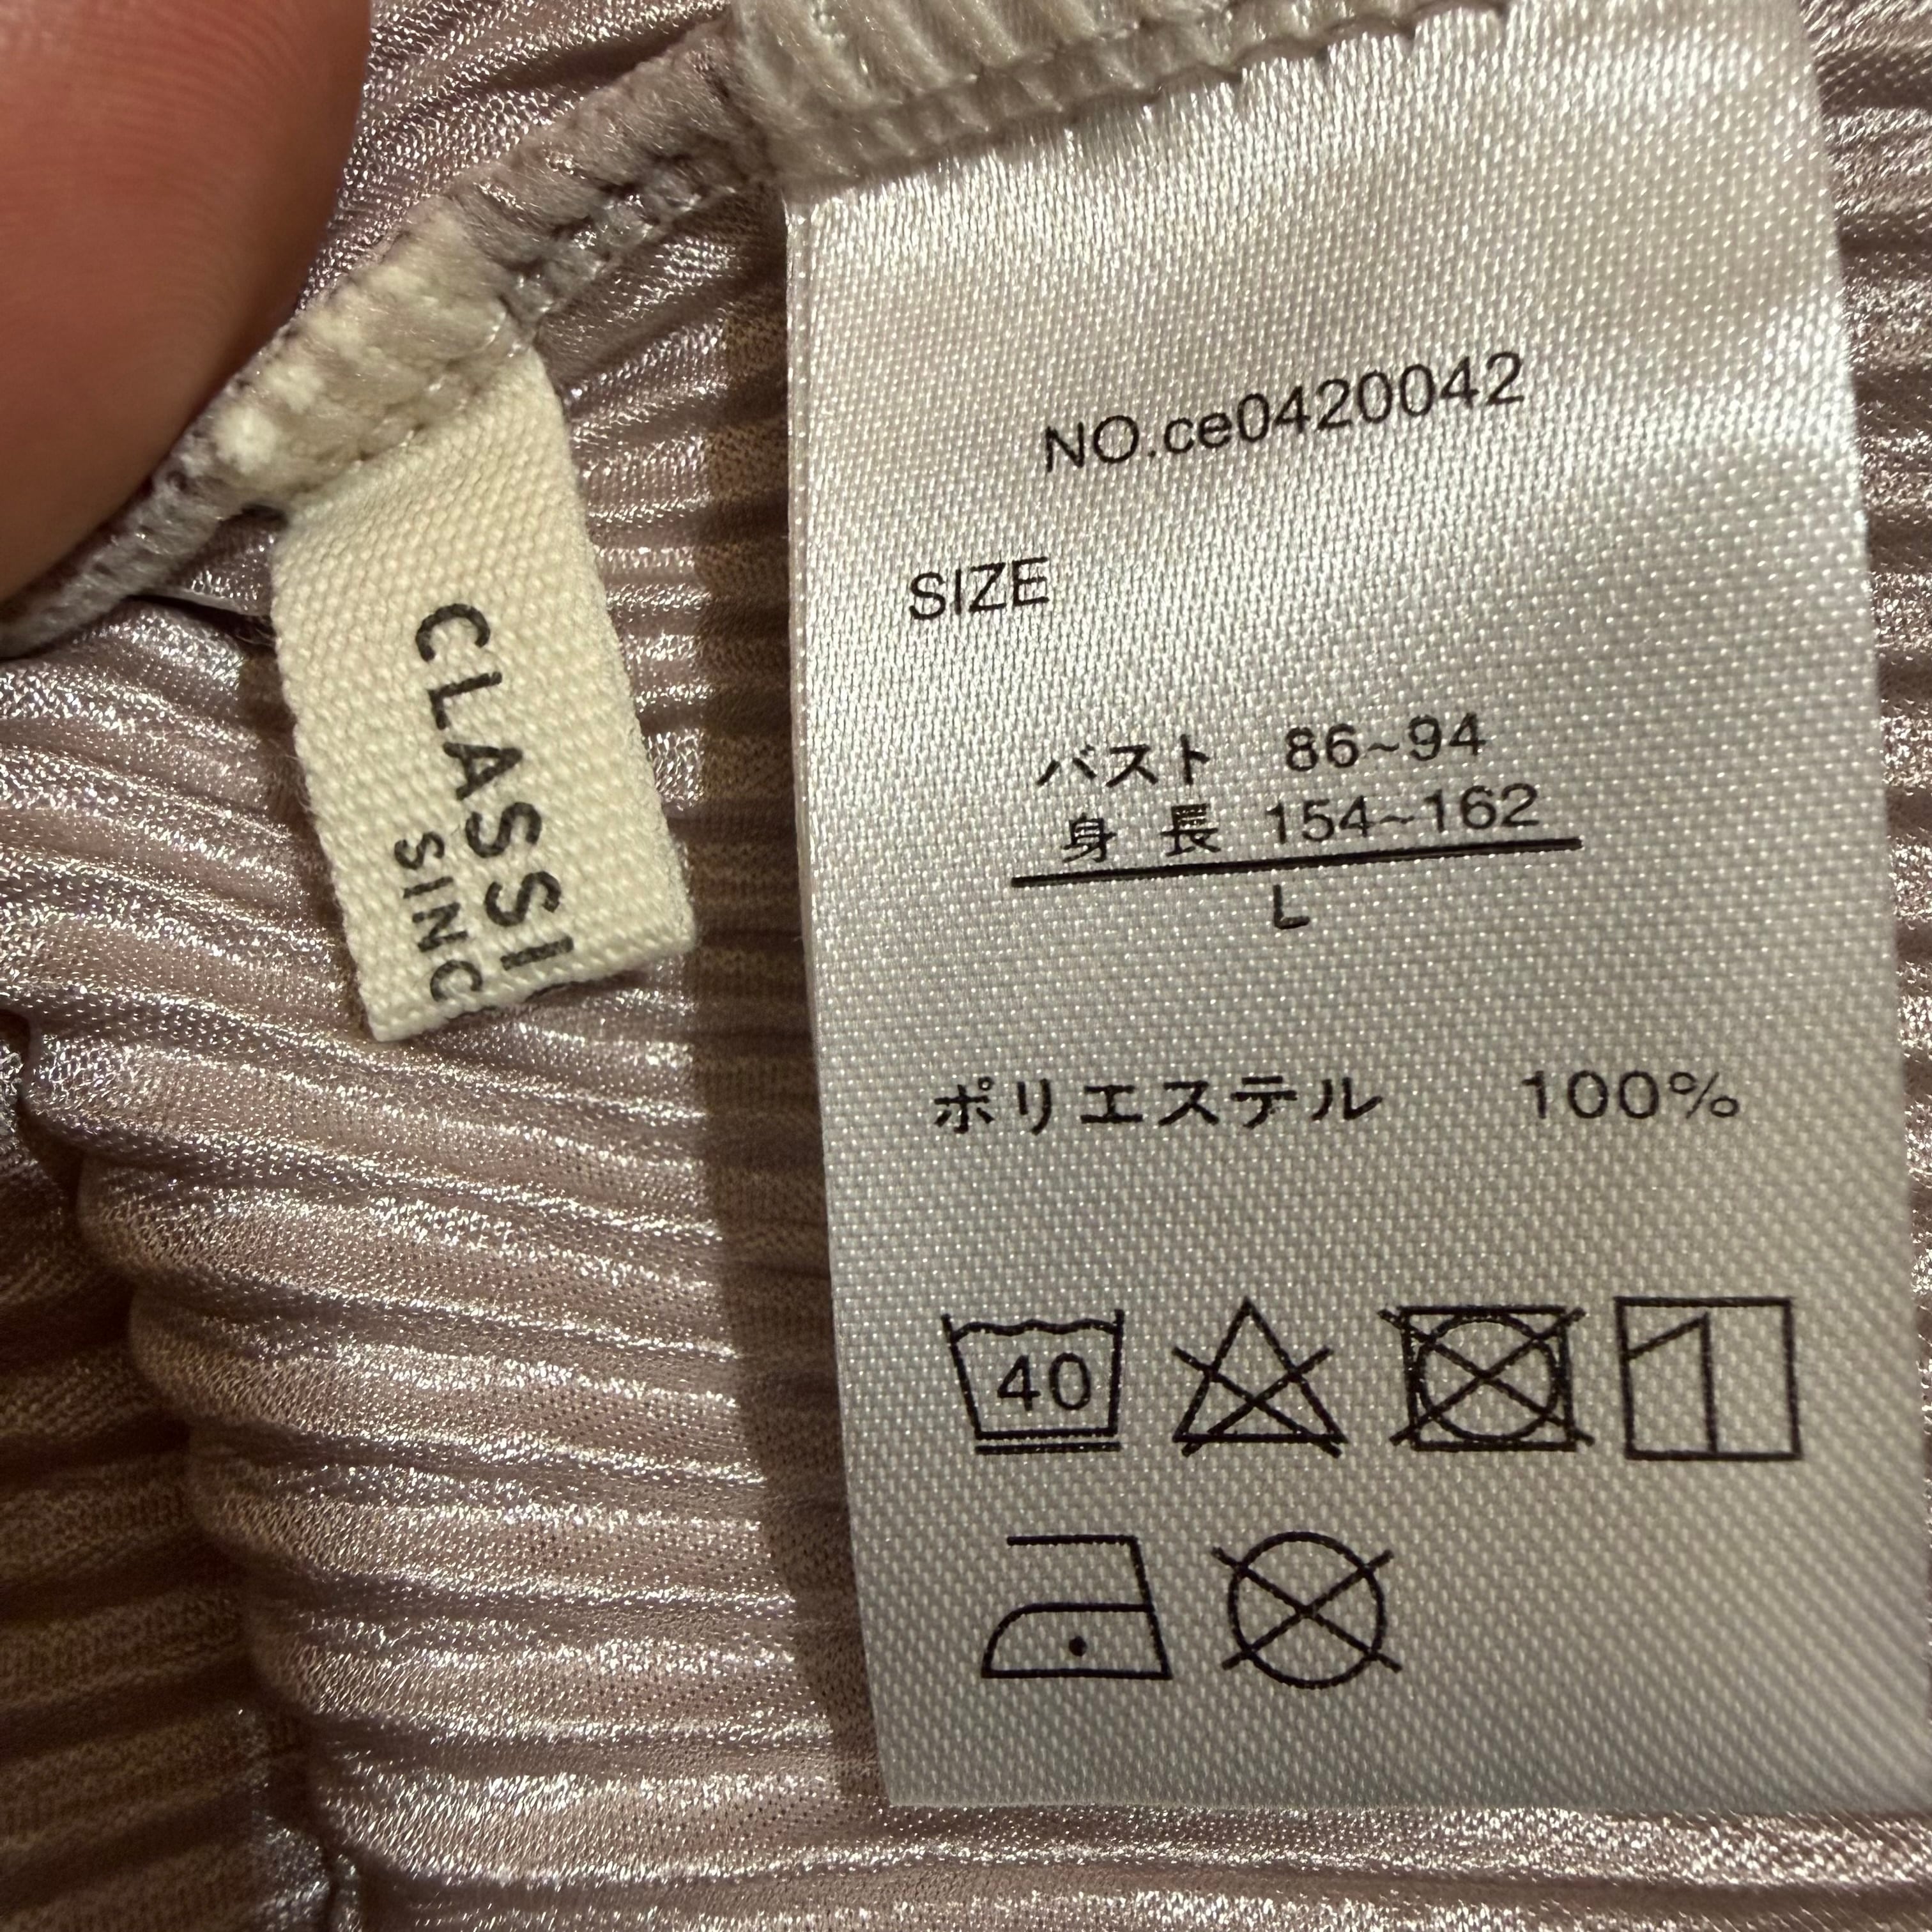 CLASSI
SINC
NO.ce0420042
SIZE
バスト 86~94
身長 154~162
L
ポリエステル 100%
40